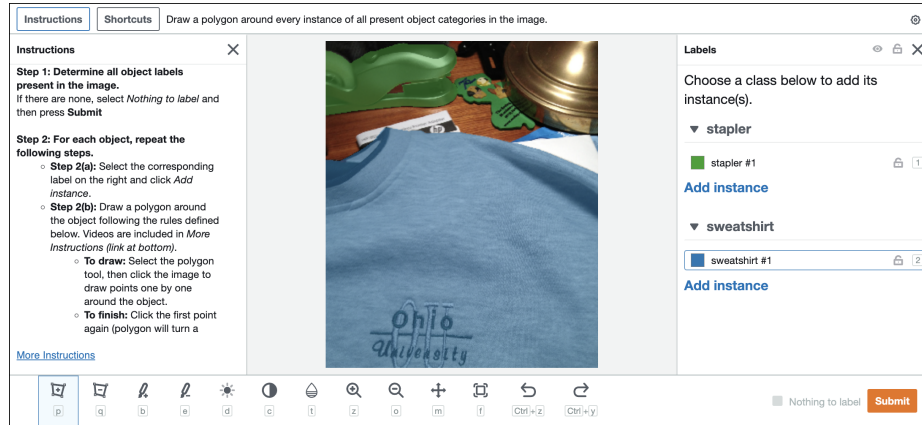 Instructions
Shortcuts
Draw a polygon around every instance of all present object categories in the image.
Instructions
Step 1: Determine all object labels
present in the image.
If there are none, select Nothing to label and
then press Submit
Step 2: For each object, repeat the
following steps.
Step 2(a): Select the corresponding
label on the right and click Add
instance.
Step 2(b): Draw a polygon around
the object following the rules defined
below. Videos are included in More
Instructions (link at bottom).
To draw: Select the polygon
tool, then click the image to
draw points one by one
around the object.
To finish: Click the first point
again (polygon will turn a
More Instructions
hp
Ohio
University
Labels
Choose a class below to add its
instance(s).
stapler
stapler #1 1
Add instance
sweatshirt
sweatshirt #1 2
Add instance
p q b e d c t z o m f Ctrl+z Ctrl+y
Nothing to label
Submit